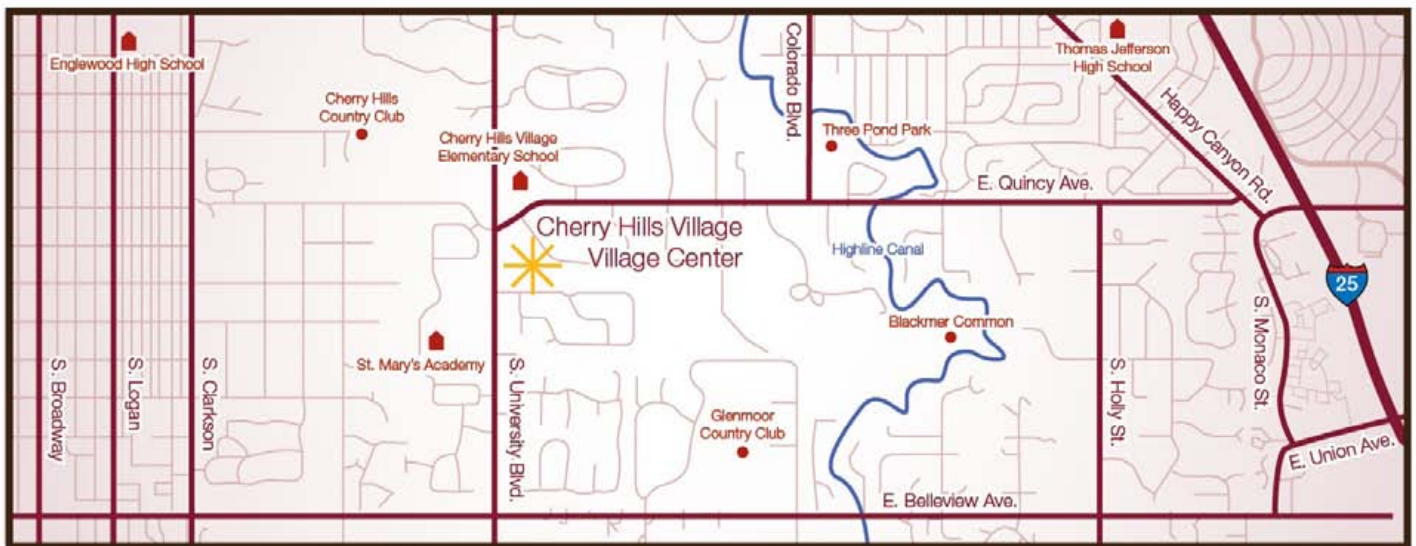 Englewood High School
Cherry Hills
Country Club
Cherry Hills Village
Elementary School
Colorado Blvd.
Three Pond Park
Thomas Jefferson
High School
Happy Canyon Rd.
E. Quincy Ave.
Cherry Hills Village
Village Center
Highline Canal
25
Blackmer Common
St. Mary's Academy
Glenmoor
Country Club
S. Broadway
S. Logan
S. Clarkson
S. University Blvd.
S. Holly St.
S. Monaco St.
E. Union Ave.
E. Belleview Ave.